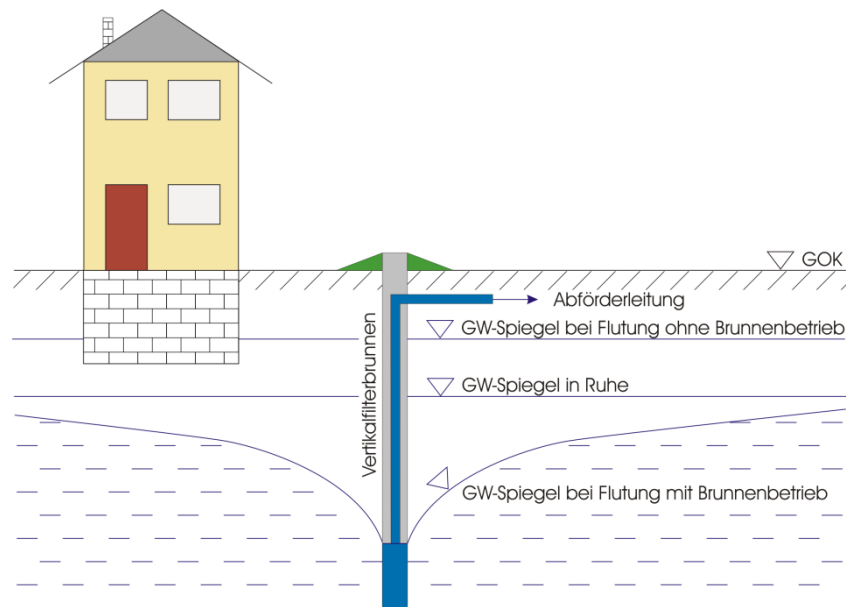 GOK
Abförderleitung
GW-Spiegel bei Flutung ohne Brunnenbetrieb
Vertikalfilterbrunnen
GW-Spiegel in Ruhe
GW-Spiegel bei Flutung mit Brunnenbetrieb